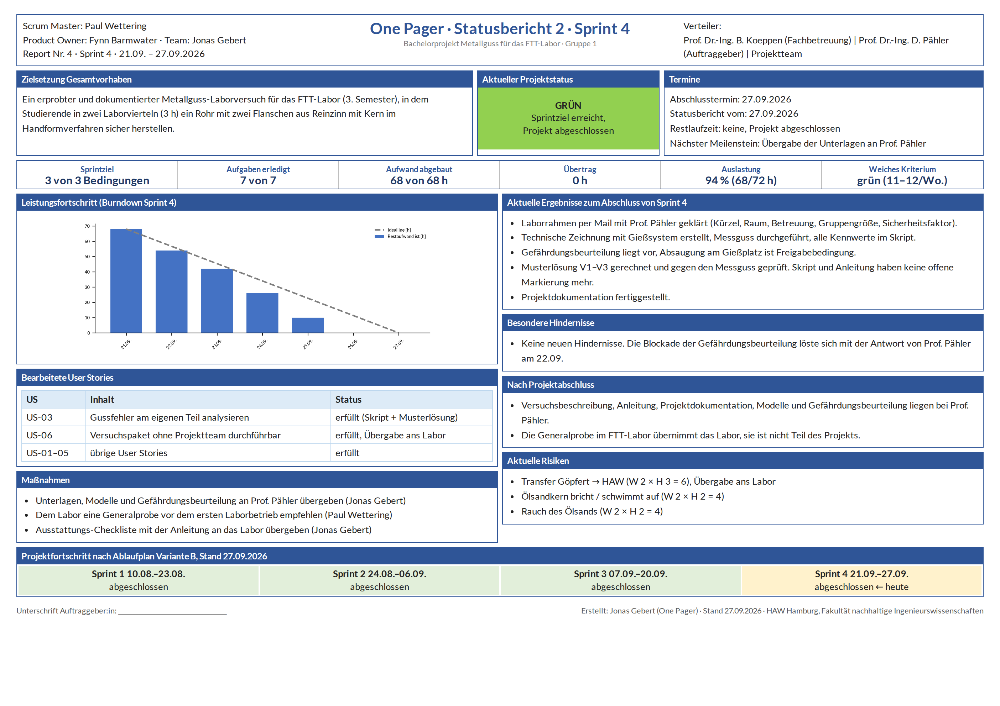 Scrum Master: Paul Wettering
Product Owner: Fynn Barmwater · Team: Jonas Gebert
Report Nr. 4 · Sprint 4 · 21.09. – 27.09.2026
One Pager · Statusbericht 2 · Sprint 4
Bachelorprojekt Metallguss für das FTT-Labor · Gruppe 1
Verteiler:
Prof. Dr.-Ing. B. Koeppen (Fachbetreuung) | Prof. Dr.-Ing. D. Pähler
(Auftraggeber) | Projektteam
Zielsetzung Gesamtvorhaben
Ein erprobter und dokumentierter Metallguss-Laborversuch für das FTT-Labor (3. Semester), in dem
Studierende in zwei Laborvierteln (3 h) ein Rohr mit zwei Flanschen aus Reinzinn mit Kern im
Handformverfahren sicher herstellen.
Aktueller Projektstatus
GRÜN
Sprintziel erreicht,
Projekt abgeschlossen
Termine
Abschlusstermin: 27.09.2026
Statusbericht vom: 27.09.2026
Restlaufzeit: keine, Projekt abgeschlossen
Nächster Meilenstein: Übergabe der Unterlagen an Prof. Pähler
Sprintziel
3 von 3 Bedingungen
Aufgaben erledigt
7 von 7
Aufwand abgebaut
68 von 68 h
Übertrag
0 h
Auslastung
94 % (68/72 h)
Weiches Kriterium
grün (11–12/Wo.)
Leistungsfortschritt (Burndown Sprint 4)
70
60
50
40
30
20
10
0
21.09.
22.09.
23.09.
24.09.
25.09.
26.09.
27.09.
Idealline [h]
Restaufwand ist [h]
Bearbeitete User Stories
US Inhalt Status
US-03 Gussfehler am eigenen Teil analysieren erfüllt (Skript + Musterlösung)
US-06 Versuchspaket ohne Projektteam durchführbar erfüllt, Übergabe ans Labor
US-01–05 übrige User Stories erfüllt
Maßnahmen
• Unterlagen, Modelle und Gefährdungsbeurteilung an Prof. Pähler übergeben (Jonas Gebert)
• Dem Labor eine Generalprobe vor dem ersten Laborbetrieb empfehlen (Paul Wettering)
• Ausstattungs-Checkliste mit der Anleitung an das Labor übergeben (Jonas Gebert)
Aktuelle Ergebnisse zum Abschluss von Sprint 4
• Laborrahmen per Mail mit Prof. Pähler geklärt (Kürzel, Raum, Betreuung, Gruppengröße, Sicherheitsfaktor).
• Technische Zeichnung mit Gießsystem erstellt, Messguss durchgeführt, alle Kennwerte im Skript.
• Gefährdungsbeurteilung liegt vor, Absaugung am Gießplatz ist Freigabebedingung.
• Musterlösung V1–V3 gerechnet und gegen den Messguss geprüft. Skript und Anleitung haben keine offene
Markierung mehr.
• Projektdokumentation fertiggestellt.
Besondere Hindernisse
• Keine neuen Hindernisse. Die Blockade der Gefährdungsbeurteilung löste sich mit der Antwort von Prof. Pähler
am 22.09.
Nach Projektabschluss
• Versuchsbeschreibung, Anleitung, Projektdokumentation, Modelle und Gefährdungsbeurteilung liegen bei Prof.
Pähler.
• Die Generalprobe im FTT-Labor übernimmt das Labor, sie ist nicht Teil des Projekts.
Aktuelle Risiken
• Transfer Göpfert → HAW (W 2 × H 3 = 6), Übergabe ans Labor
• Ölsandkern bricht / schwimmt auf (W 2 × H 2 = 4)
• Rauch des Ölsands (W 2 × H 2 = 4)
Projektfortschritt nach Ablaufplan Variante B, Stand 27.09.2026
Sprint 1 10.08.–23.08.
abgeschlossen
Sprint 2 24.08.–06.09.
abgeschlossen
Sprint 3 07.09.–20.09.
abgeschlossen
Sprint 4 21.09.–27.09.
abgeschlossen ← heute
Unterschrift Auftraggeber:in: _______________________
Erstellt: Jonas Gebert (One Pager) · Stand 27.09.2026 · HAW Hamburg, Fakultät nachhaltige Ingenieurswissenschaften